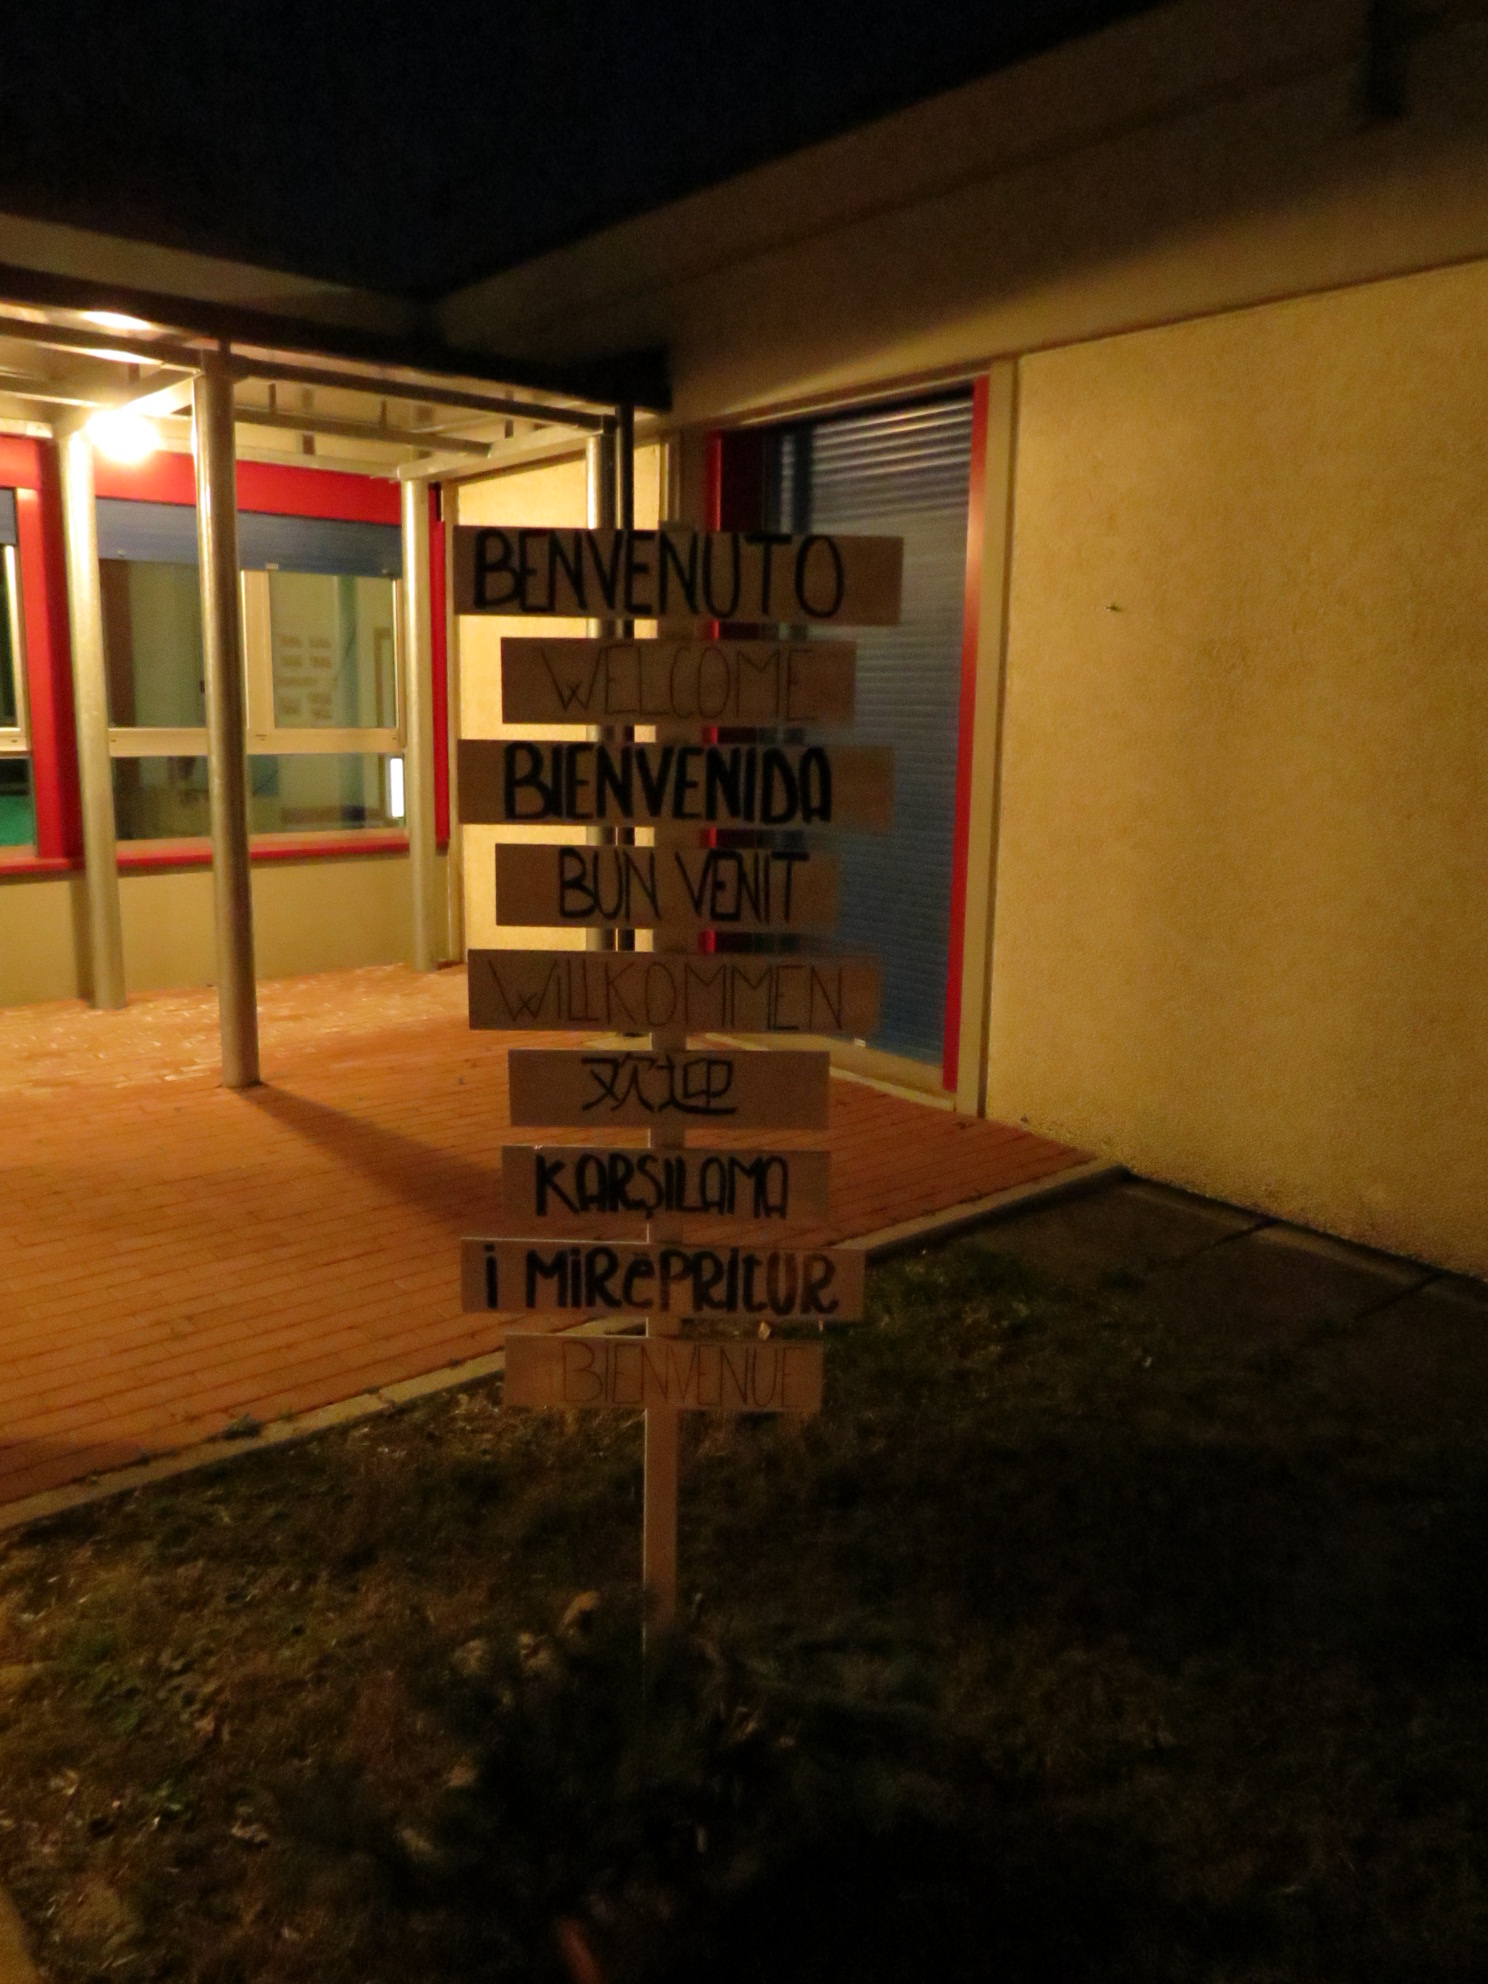 BENVENUTO
WELCOME
BIENVENIDA
BUN VENIT
WILLKOMMEN
欢迎
KARŞILAMA
i MiRëPRItUR
BIENVENUE